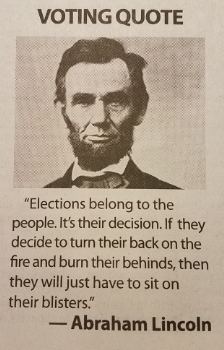 VOTING QUOTE
"Elections belong to the
people. It's their decision. If they
decide to turn their back on the
fire and burn their behinds, then
they will just have to sit on
their blisters."
— Abraham Lincoln